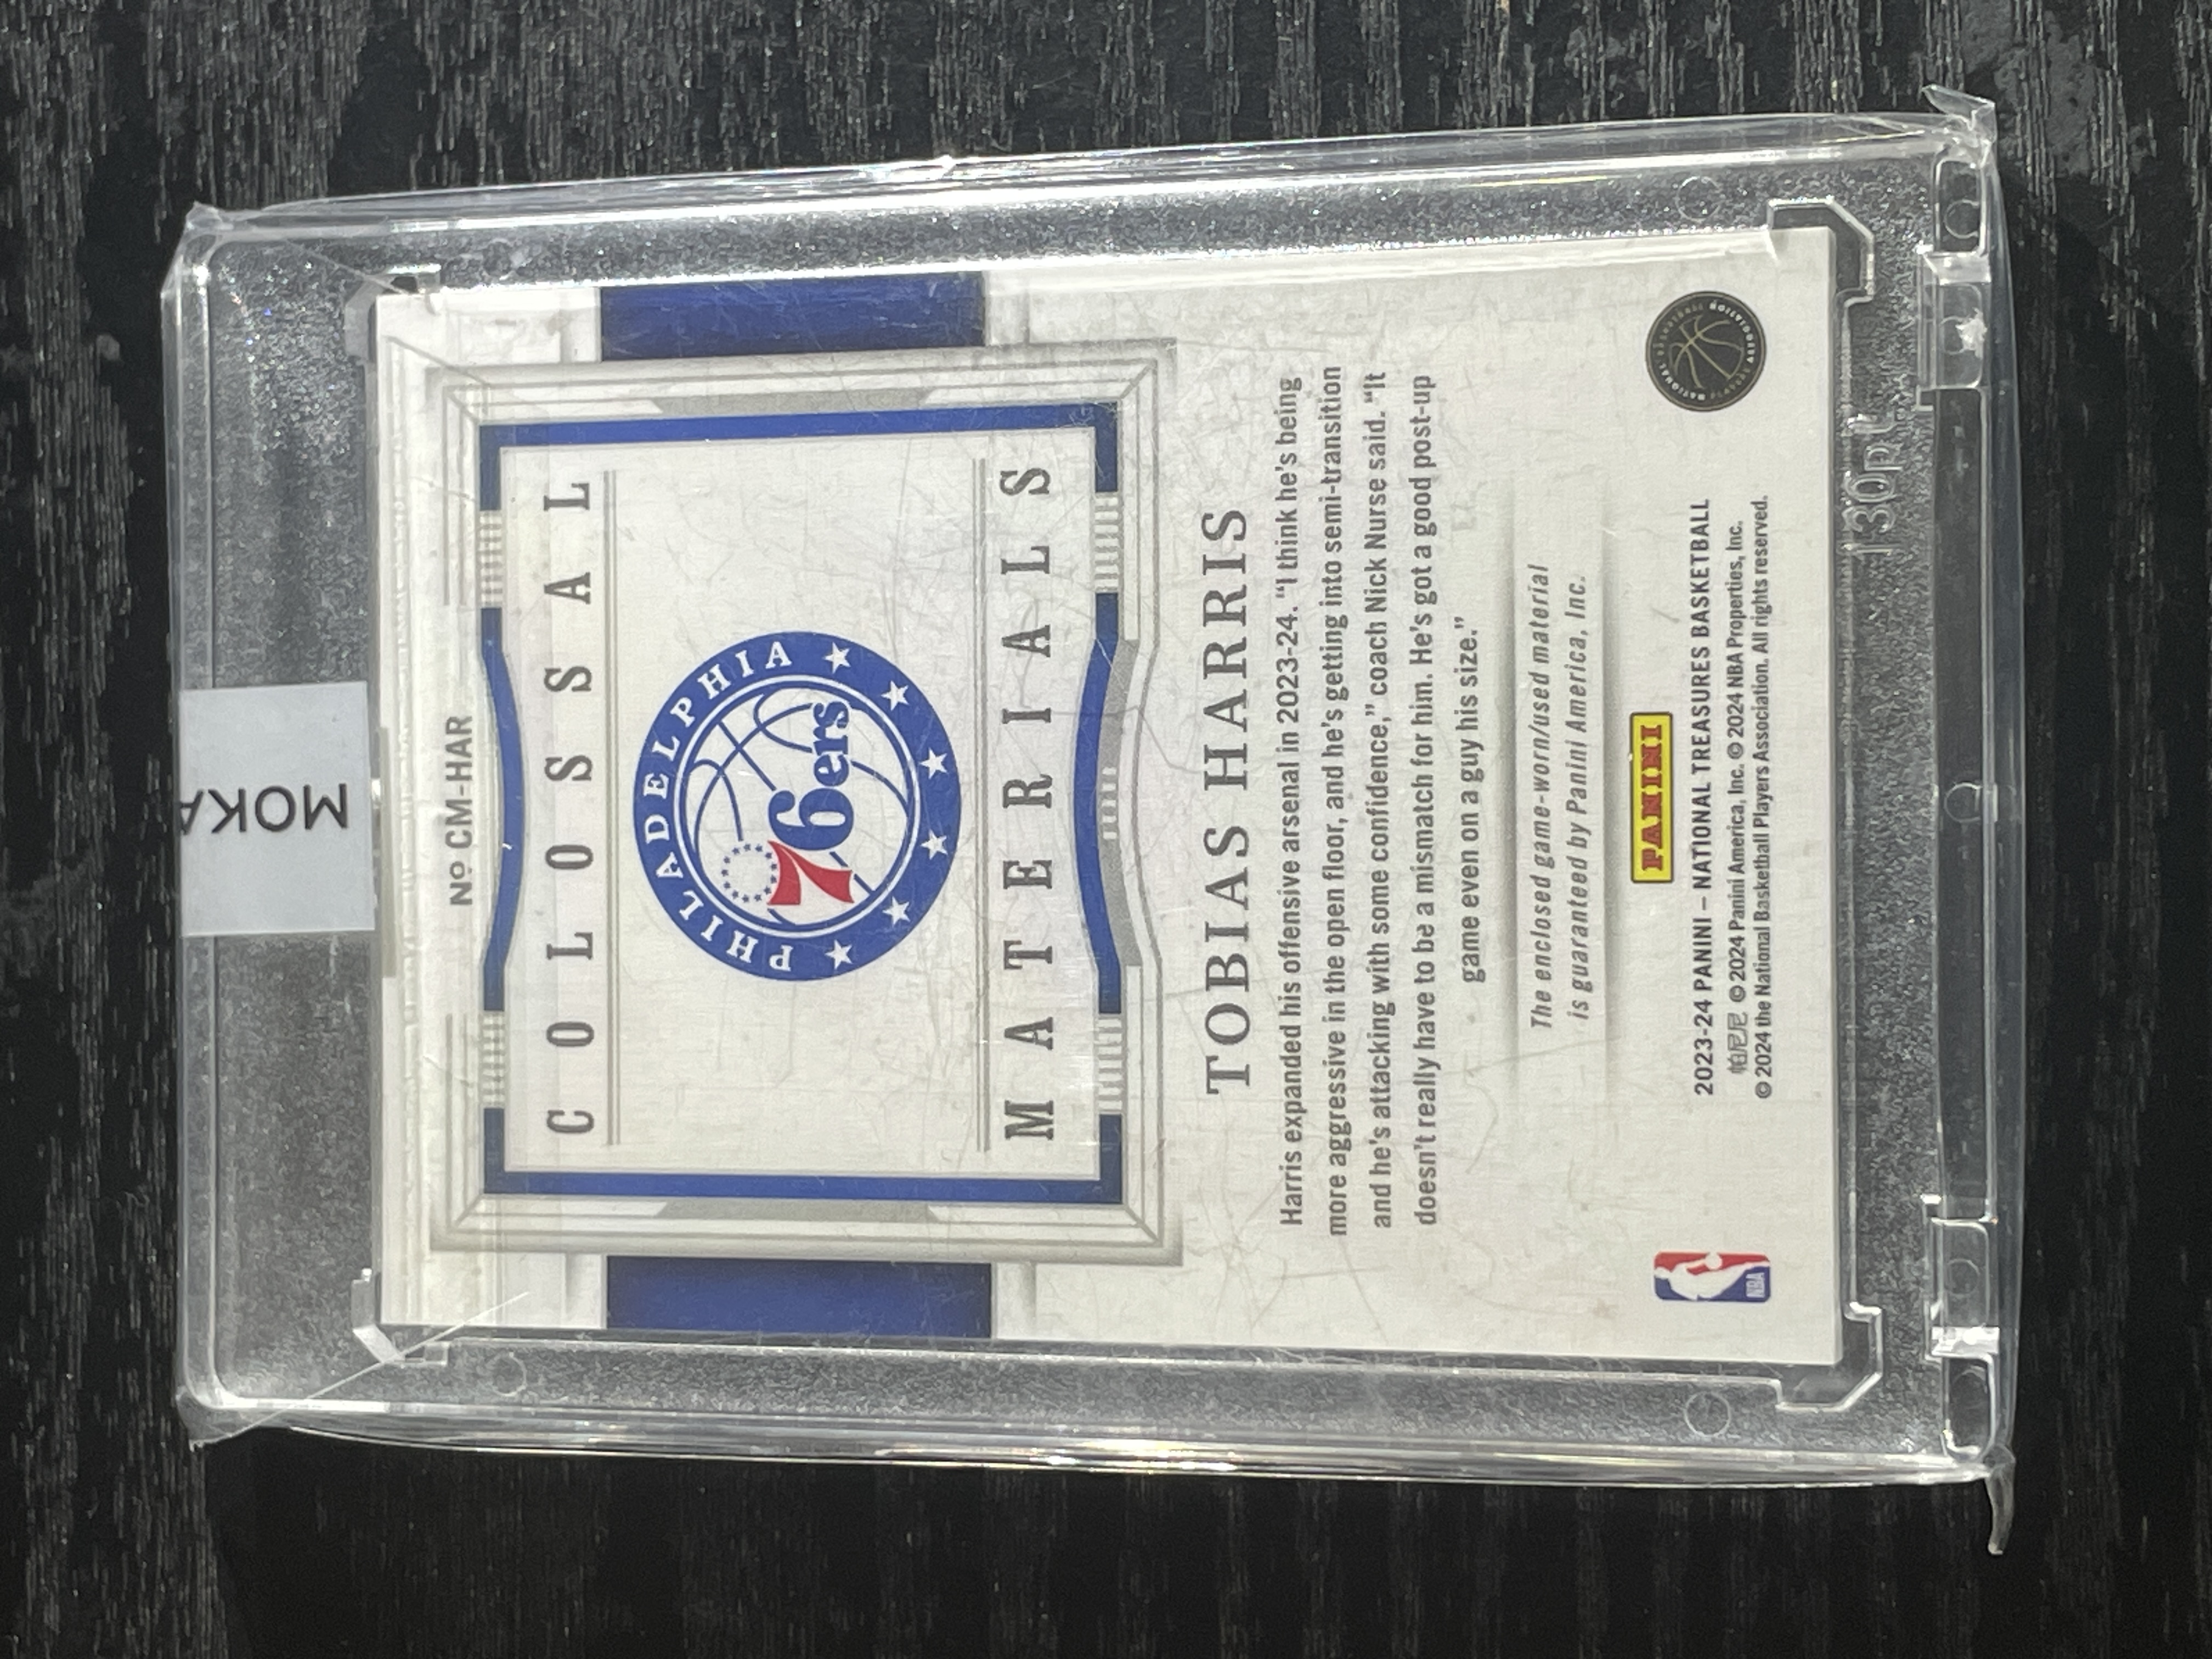 MOKA
Nº CM-HAR
COLOSSAL
PHILADELPHIA
76ers
MATERIALS
TOBIAS HARRIS
Harris expanded his offensive arsenal in 2023-24. “I think he’s being
more aggressive in the open floor, and he’s getting into semi-transition
and he’s attacking with some confidence,” coach Nick Nurse said. “It
doesn’t really have to be a mismatch for him. He’s got a good post-up
game even on a guy his size.”
The enclosed game-worn/used material
is guaranteed by Panini America, Inc.
PANINI
2023-24 PANINI – NATIONAL TREASURES BASKETBALL
帕尼尼 © 2024 Panini America, Inc. © 2024 NBA Properties, Inc.
© 2024 the National Basketball Players Association. All rights reserved.
NBA
130PT